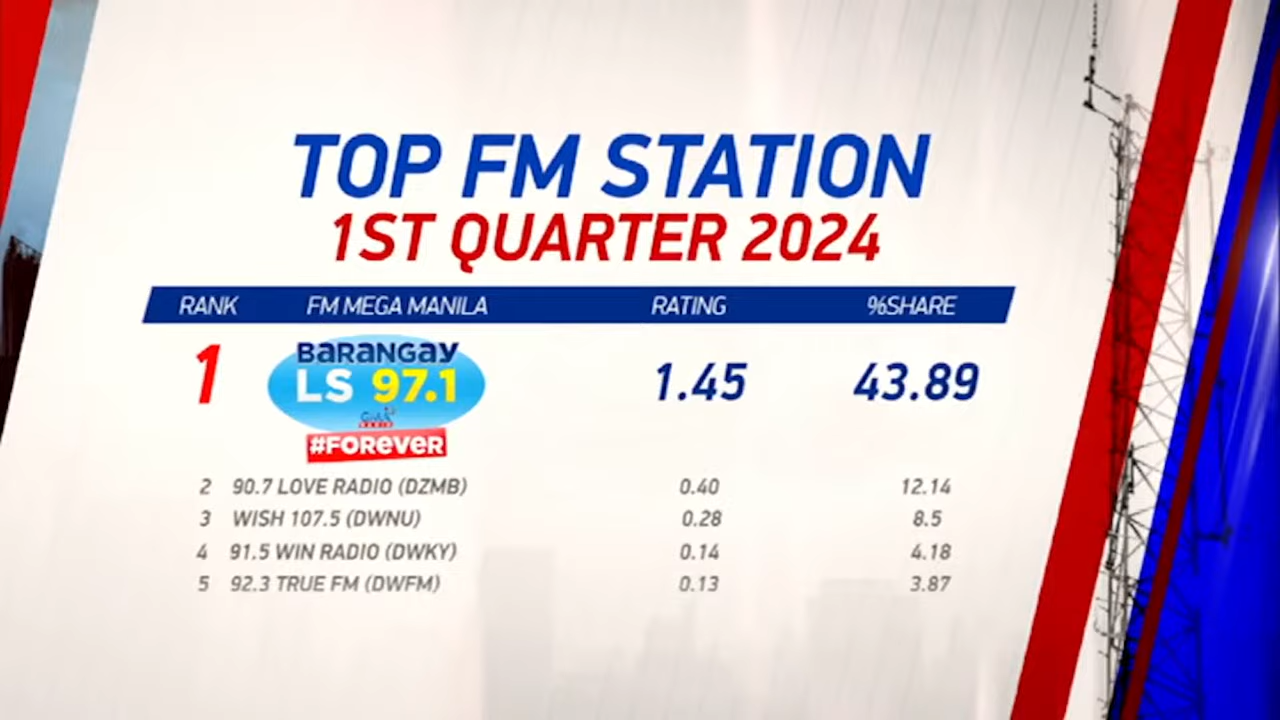 TOP FM STATION
1ST QUARTER 2024
RANK FM MEGA MANILA RATING %SHARE
1 BARANGAY LS 97.1 1.45 43.89
GMA
RADIO
#FOREVER
2 90.7 LOVE RADIO (DZMB) 0.40 12.14
3 WISH 107.5 (DWNU) 0.28 8.5
4 91.5 WIN RADIO (DWKY) 0.14 4.18
5 92.3 TRUE FM (DWFM) 0.13 3.87